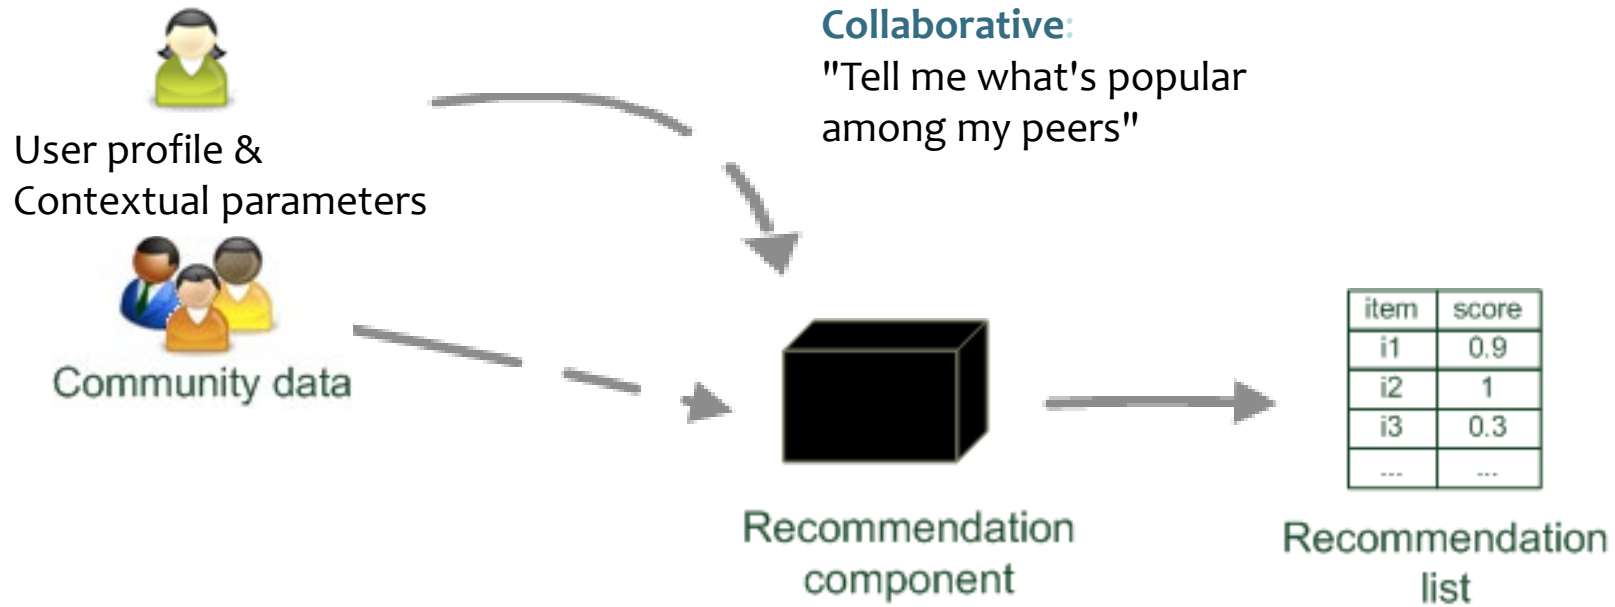 Collaborative:
"Tell me what's popular
among my peers"
User profile &
Contextual parameters
Community data
Recommendation
component
item score
i1 0.9
i2 1
i3 0.3
... ...
Recommendation
list